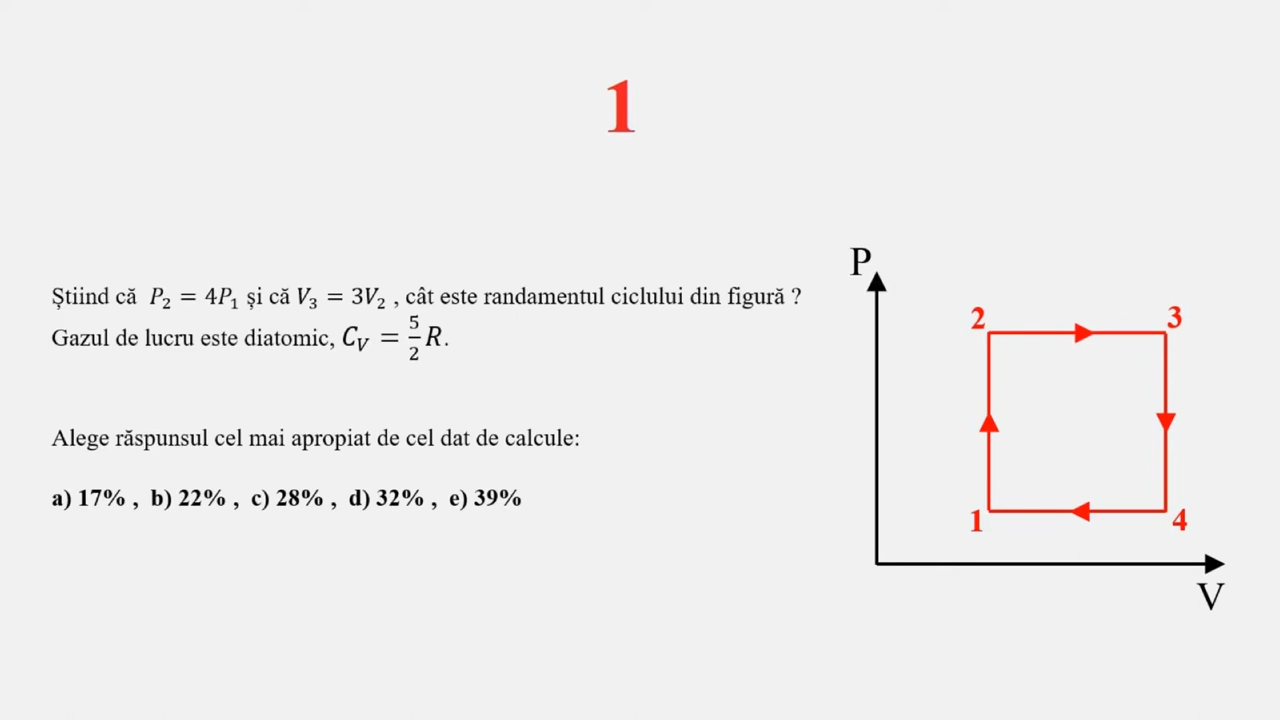 1
Știind că P₂ = 4P₁ și că V₃ = 3V₂ , cât este randamentul ciclului din figură ?
Gazul de lucru este diatomic, C_V = 5/2 R.
Alege răspunsul cel mai apropiat de cel dat de calcule:
a) 17% , b) 22% , c) 28% , d) 32% , e) 39%
P
2
3
1
4
V